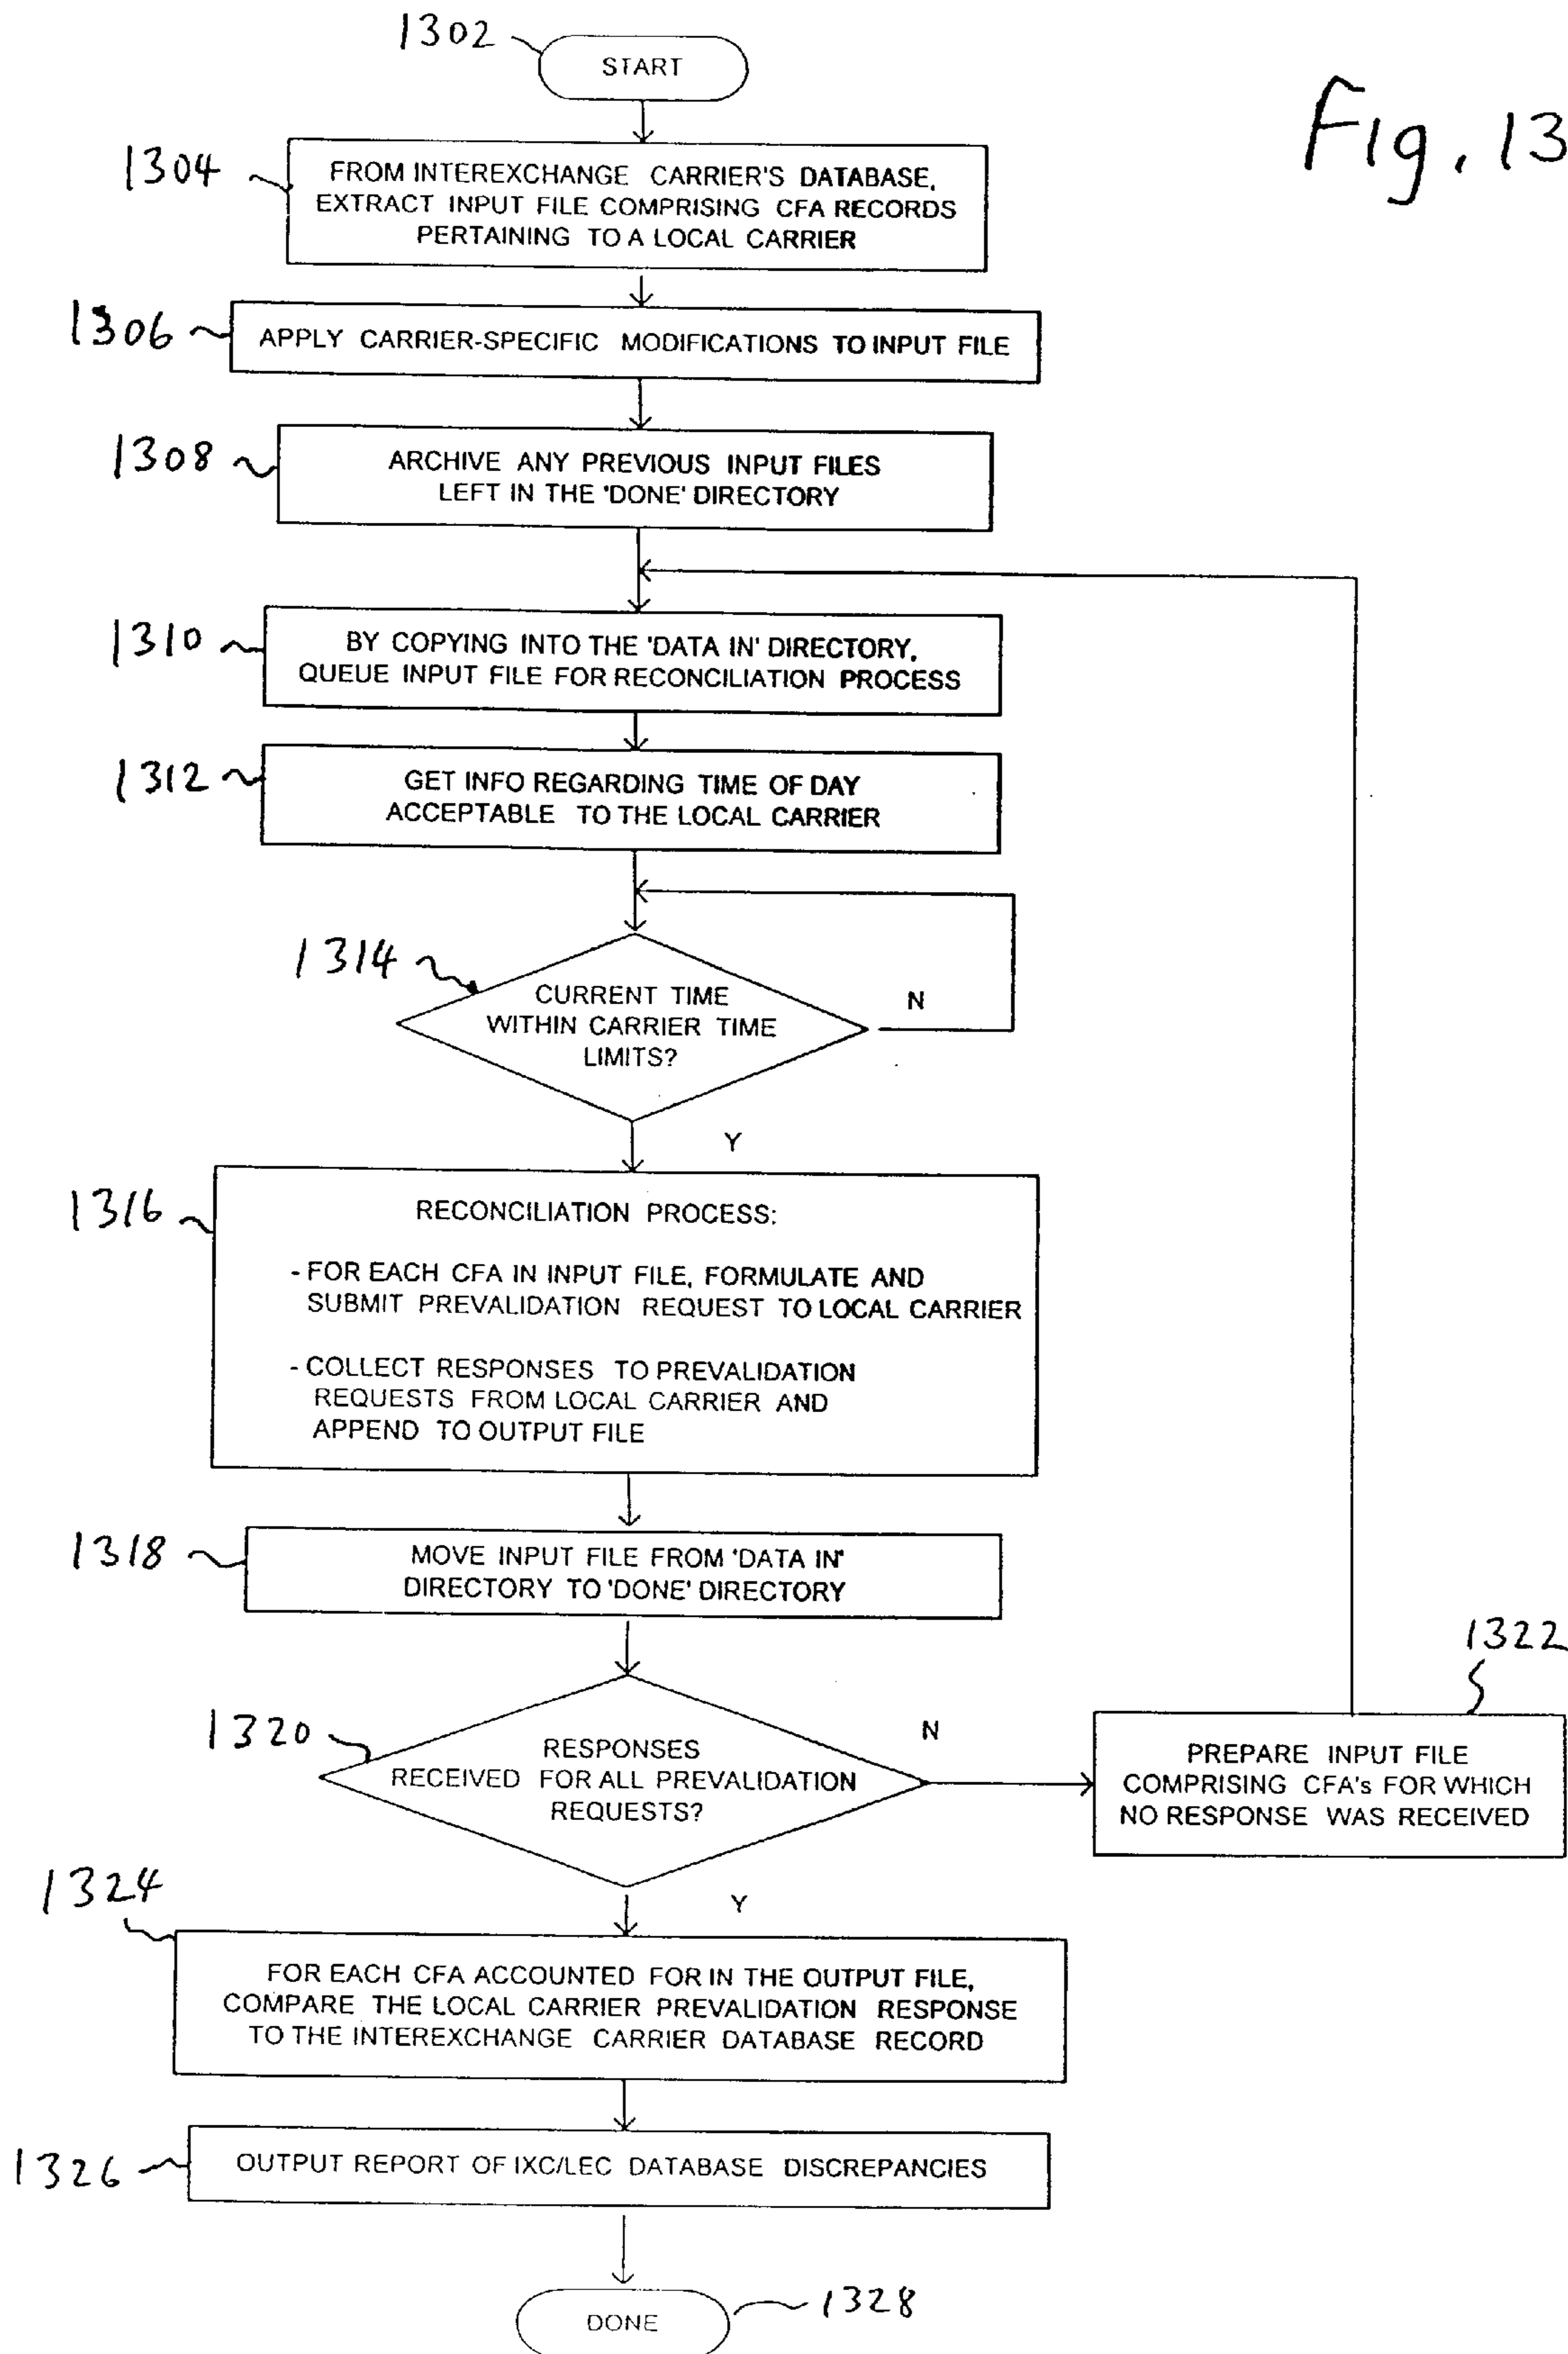 1302
START
Fig. 13
1304
FROM INTEREXCHANGE CARRIER'S DATABASE,
EXTRACT INPUT FILE COMPRISING CFA RECORDS
PERTAINING TO A LOCAL CARRIER
1306
APPLY CARRIER-SPECIFIC MODIFICATIONS TO INPUT FILE
1308
ARCHIVE ANY PREVIOUS INPUT FILES
LEFT IN THE 'DONE' DIRECTORY
1310
BY COPYING INTO THE 'DATA IN' DIRECTORY,
QUEUE INPUT FILE FOR RECONCILIATION PROCESS
1312
GET INFO REGARDING TIME OF DAY
ACCEPTABLE TO THE LOCAL CARRIER
1314
CURRENT TIME
WITHIN CARRIER TIME
LIMITS?
N
Y
1316
RECONCILIATION PROCESS:
- FOR EACH CFA IN INPUT FILE, FORMULATE AND
SUBMIT PREVALIDATION REQUEST TO LOCAL CARRIER
- COLLECT RESPONSES TO PREVALIDATION
REQUESTS FROM LOCAL CARRIER AND
APPEND TO OUTPUT FILE
1318
MOVE INPUT FILE FROM 'DATA IN'
DIRECTORY TO 'DONE' DIRECTORY
1320
RESPONSES
RECEIVED FOR ALL PREVALIDATION
REQUESTS?
N
Y
1322
PREPARE INPUT FILE
COMPRISING CFA's FOR WHICH
NO RESPONSE WAS RECEIVED
1324
FOR EACH CFA ACCOUNTED FOR IN THE OUTPUT FILE,
COMPARE THE LOCAL CARRIER PREVALIDATION RESPONSE
TO THE INTEREXCHANGE CARRIER DATABASE RECORD
1326
OUTPUT REPORT OF IXC/LEC DATABASE DISCREPANCIES
DONE
1328